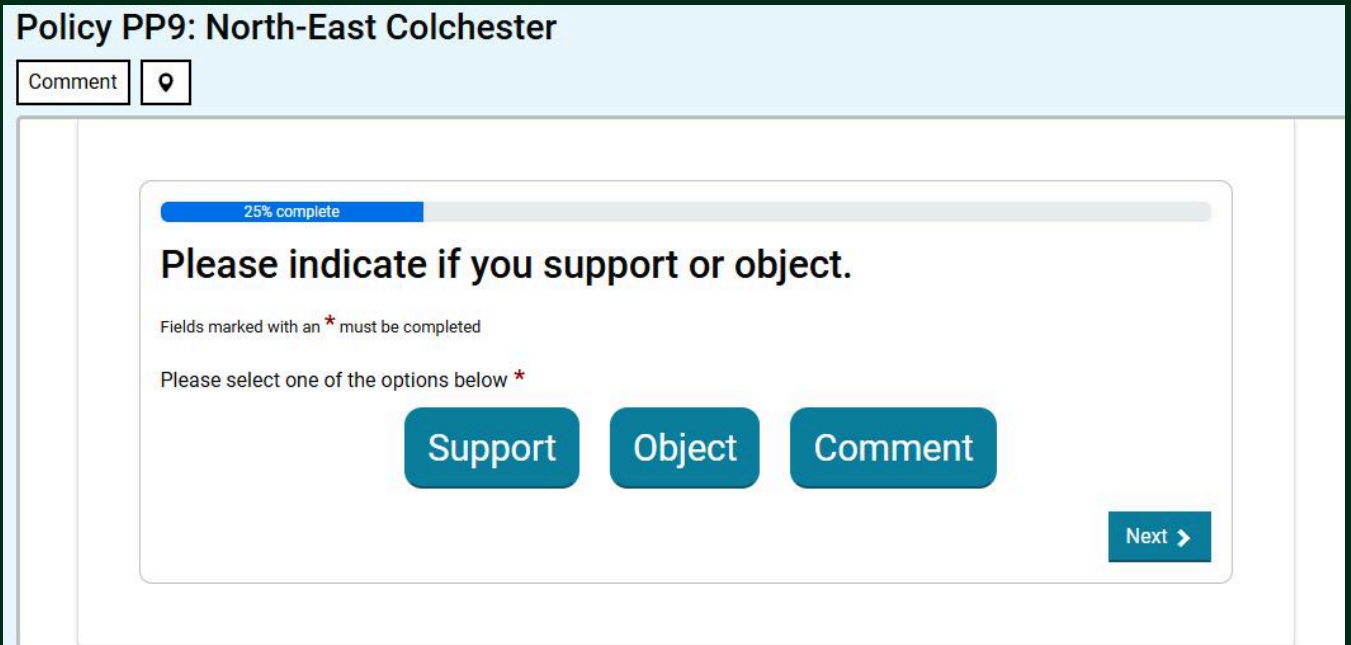 Policy PP9: North-East Colchester
Comment
25% complete
Please indicate if you support or object.
Fields marked with an * must be completed
Please select one of the options below *
Support Object Comment
Next